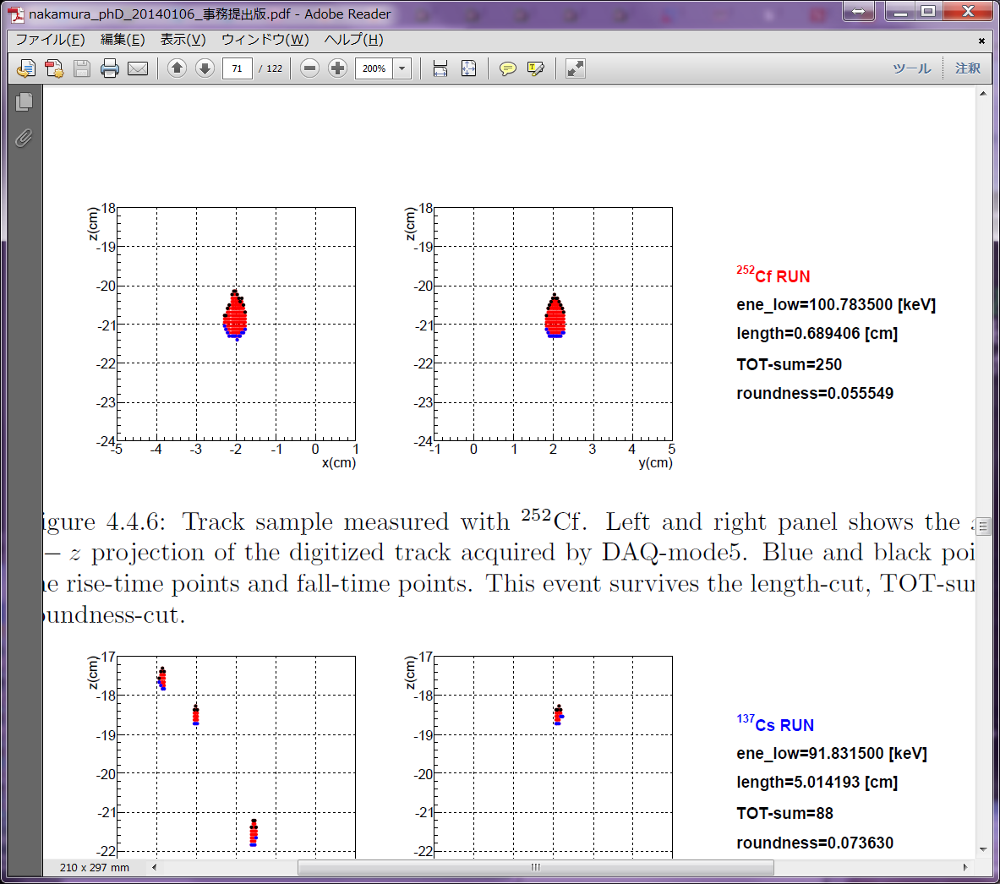 nakamura_phD_20140106_事務提出版.pdf - Adobe Reader
ファイル(F) 編集(E) 表示(V) ウィンドウ(W) ヘルプ(H)
71 / 122 200% ツール 注釈
z(cm)
-18
-19
-20
-21
-22
-23
-24
-5 -4 -3 -2 -1 0 1
x(cm)
z(cm)
-18
-19
-20
-21
-22
-23
-24
-1 0 1 2 3 4 5
y(cm)
252Cf RUN
ene_low=100.783500 [keV]
length=0.689406 [cm]
TOT-sum=250
roundness=0.055549
igure 4.4.6: Track sample measured with 252Cf. Left and right panel shows the
− z projection of the digitized track acquired by DAQ-mode5. Blue and black poi
e rise-time points and fall-time points. This event survives the length-cut, TOT-sum
oundness-cut.
z(cm)
-17
-18
-19
-20
-21
-22
z(cm)
-17
-18
-19
-20
-21
-22
137Cs RUN
ene_low=91.831500 [keV]
length=5.014193 [cm]
TOT-sum=88
roundness=0.073630
210 x 297 mm